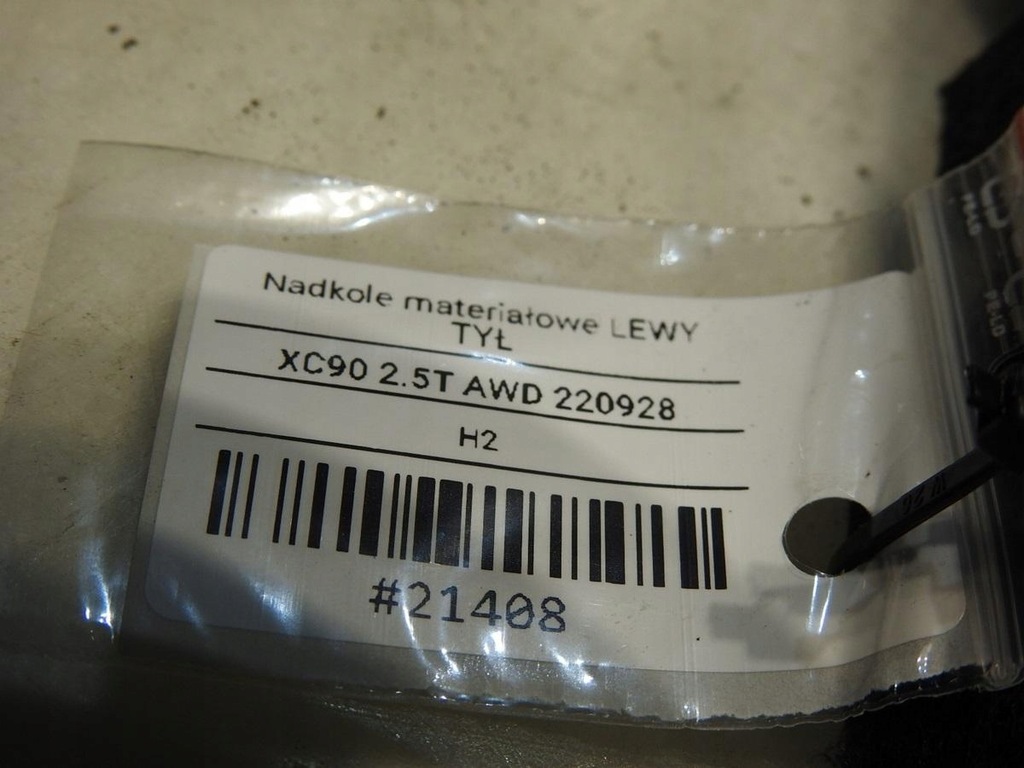 Nadkole materiałowe LEWY
TYŁ
XC90 2.5T AWD 220928
H2
#21408